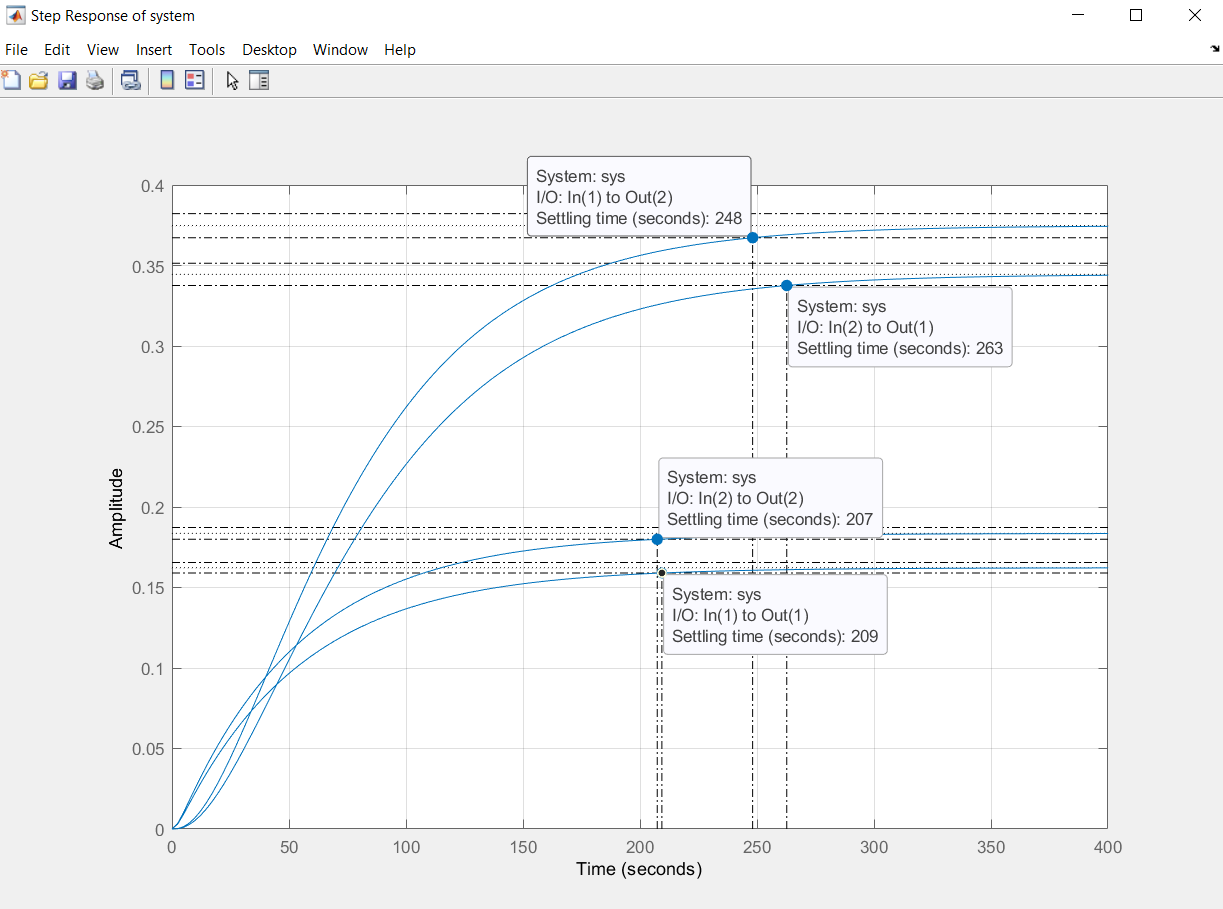 Step Response of system
File Edit View Insert Tools Desktop Window Help
System: sys
I/O: In(1) to Out(2)
Settling time (seconds): 248
System: sys
I/O: In(2) to Out(1)
Settling time (seconds): 263
System: sys
I/O: In(2) to Out(2)
Settling time (seconds): 207
System: sys
I/O: In(1) to Out(1)
Settling time (seconds): 209
0.4
0.35
0.3
0.25
0.2
0.15
0.1
0.05
0
Amplitude
0 50 100 150 200 250 300 350 400
Time (seconds)